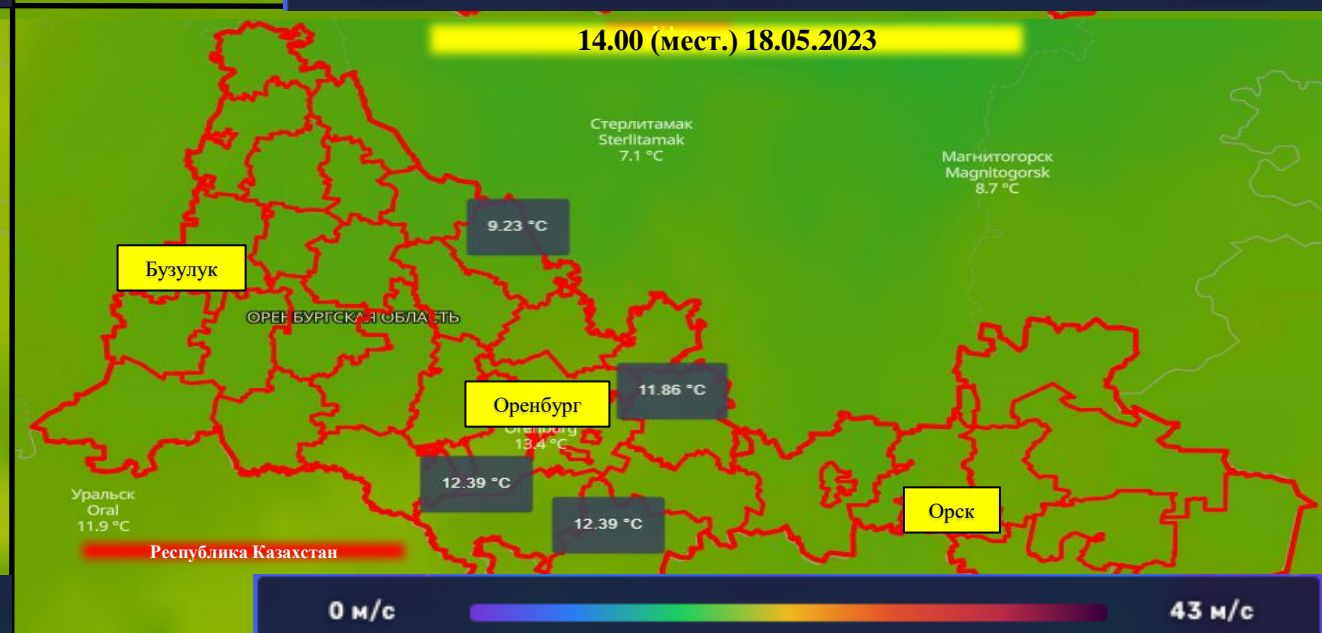 14.00 (мест.) 18.05.2023
Стерлитамак
Sterlitamak
7.1 °C
Магнитогорск
Magnitogorsk
8.7 °C
9.23 °C
Бузулук
ОРЕНБУРГСКАЯ ОБЛАСТЬ
11.86 °C
Оренбург
Orenburg
13.4 °C
12.39 °C
Уральск
Oral
11.9 °C
12.39 °C
Орск
Республика Казахстан
0 м/с
43 м/с